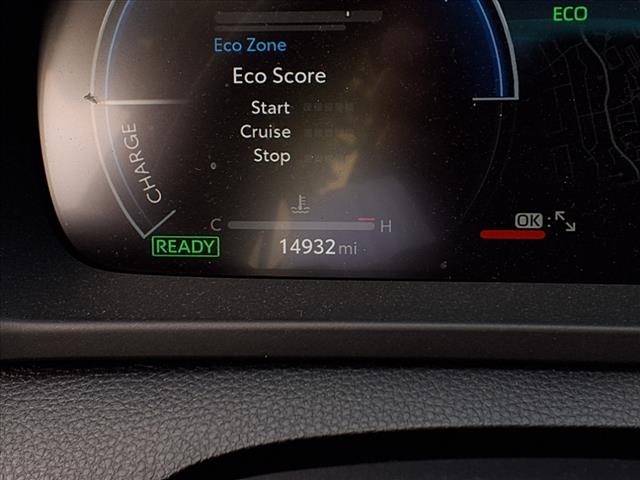 ECO
Eco Zone
Eco Score
Start
Cruise
Stop
CHARGE
C H
OK
READY 14932 mi